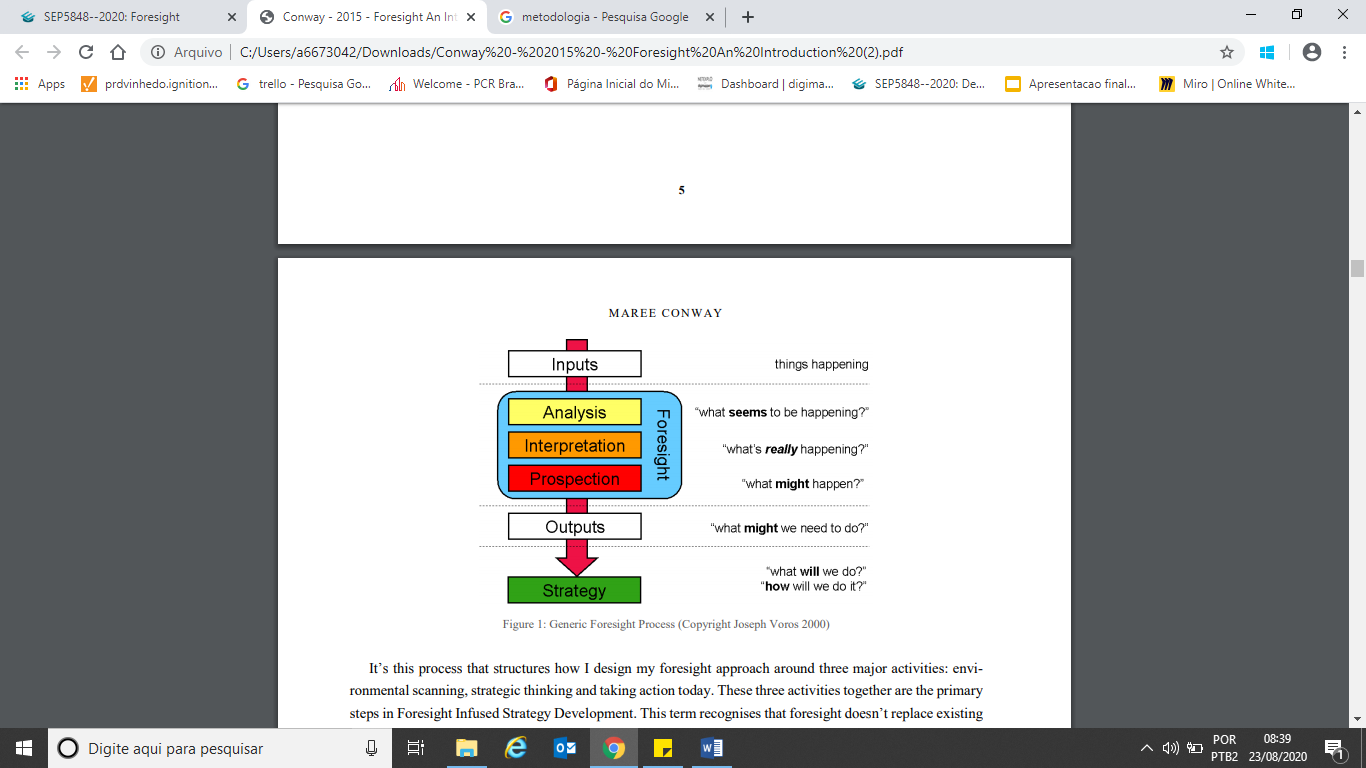 SEP5848--2020: Foresight
Conway - 2015 - Foresight An Int
metodologia - Pesquisa Google
Arquivo
C:/Users/a6673042/Downloads/Conway%20-%202015%20-%20Foresight%20An%20Introduction%20(2).pdf
Apps
prdvinhedo.ignition...
trello - Pesquisa Go...
Welcome - PCR Bra...
Página Inicial do Mi...
Dashboard | digima...
SEP5848--2020: De...
Apresentacao final...
Miro | Online White...
5
MAREE CONWAY
Inputs
things happening
Analysis
“what seems to be happening?”
Interpretation
“what’s really happening?”
Prospection
“what might happen?”
Foresight
Outputs
“what might we need to do?”
Strategy
“what will we do?”
“how will we do it?”
Figure 1: Generic Foresight Process (Copyright Joseph Voros 2000)
It’s this process that structures how I design my foresight approach around three major activities: envi-
ronmental scanning, strategic thinking and taking action today. These three activities together are the primary
steps in Foresight Infused Strategy Development. This term recognises that foresight doesn’t replace existing
Digite aqui para pesquisar
POR
PTB2
08:39
23/08/2020
1